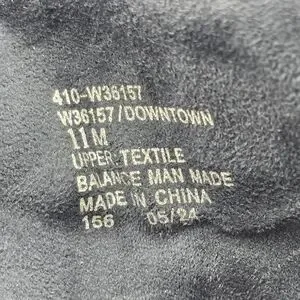 410-W36157
W36157/DOWNTOWN
11M
UPPER TEXTILE
BALANCE MAN MADE
MADE IN CHINA
156 05/24